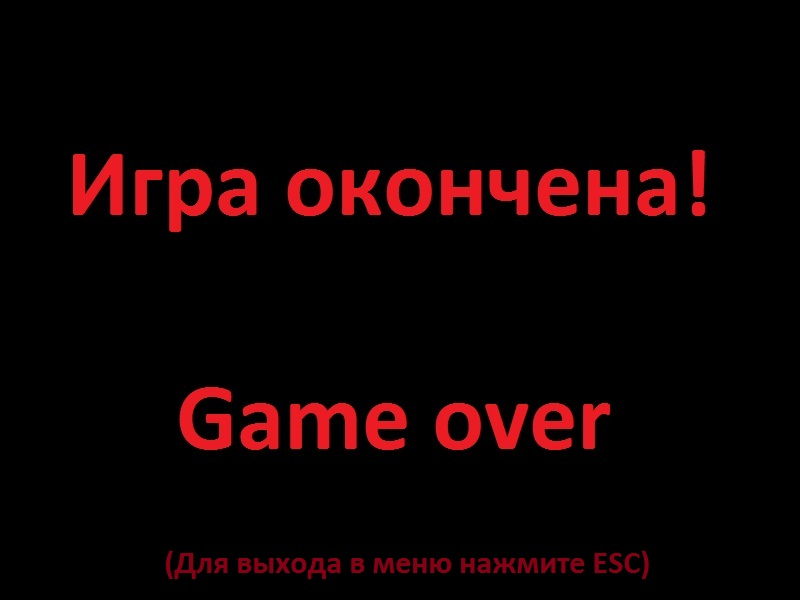 Игра окончена!
Game over
(Для выхода в меню нажмите ESC)